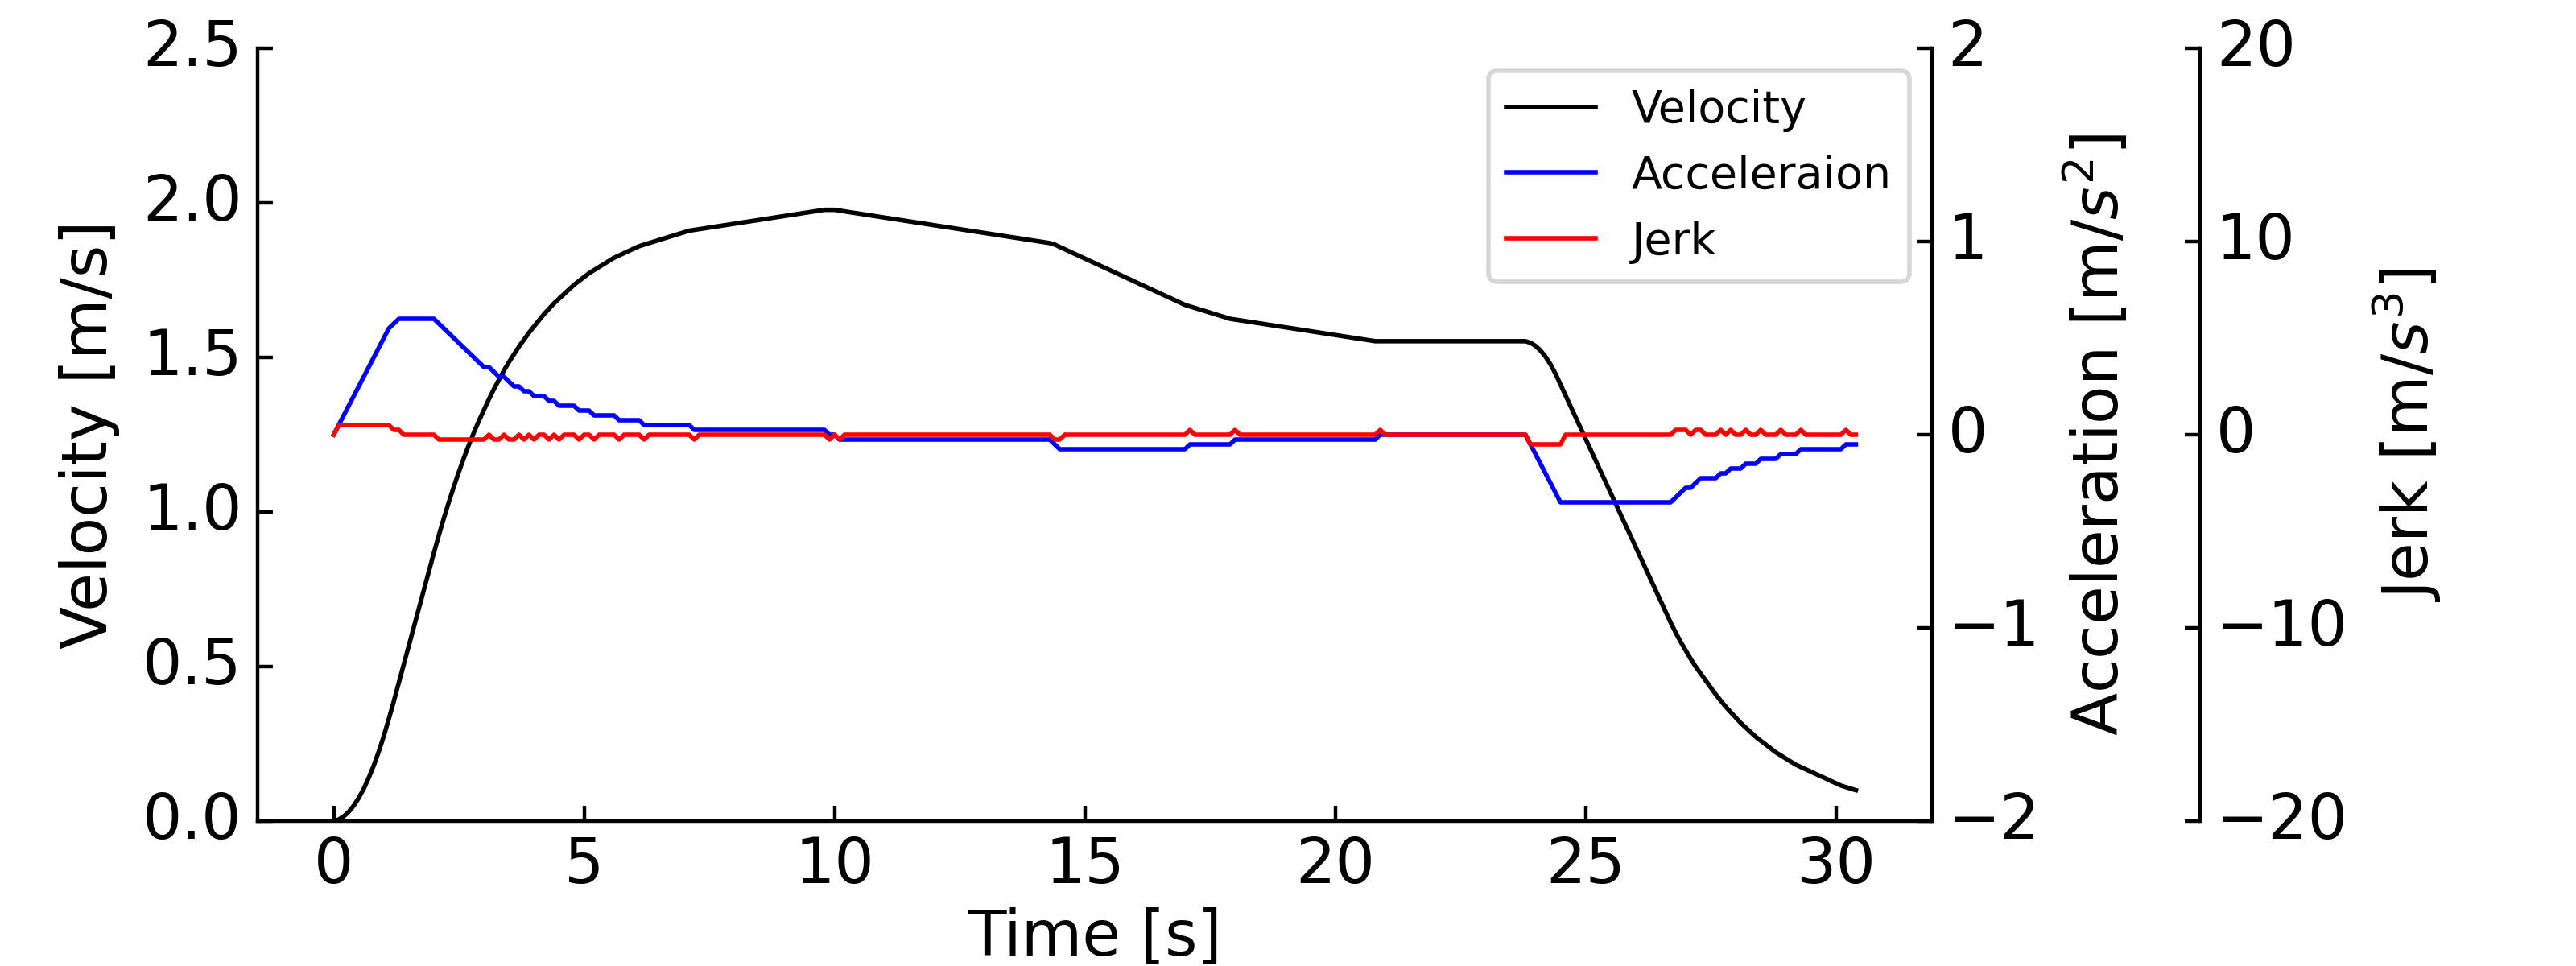 Velocity [m/s]
2.5
2.0
1.5
1.0
0.5
0.0
0 5 10 15 20 25 30
Time [s]
Velocity
Acceleraion
Jerk
2
1
0
−1
−2
Acceleration [m/s²]
20
10
0
−10
−20
Jerk [m/s³]